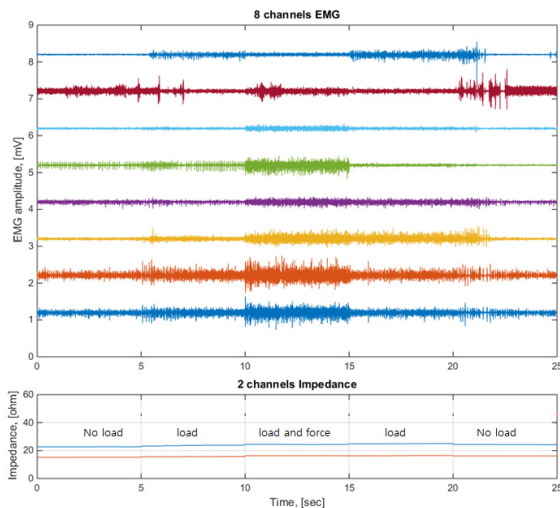 8 channels EMG
EMG amplitude, [mV]
9
8
7
6
5
4
3
2
1
0
0 5 10 15 20 25
2 channels Impedance
Impedance, [ohm]
60
40
20
0
No load load load and force load No load
0 5 10 15 20 25
Time, [sec]